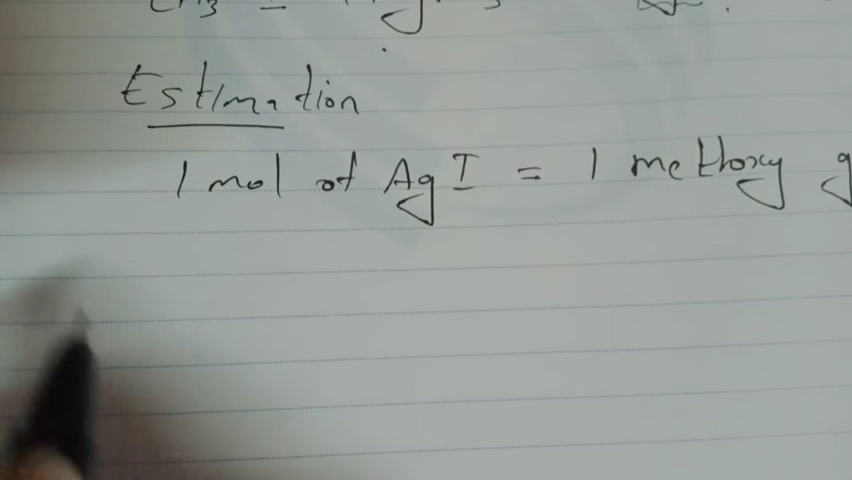 Estimation
1 mol of AgI = 1 methoxy g